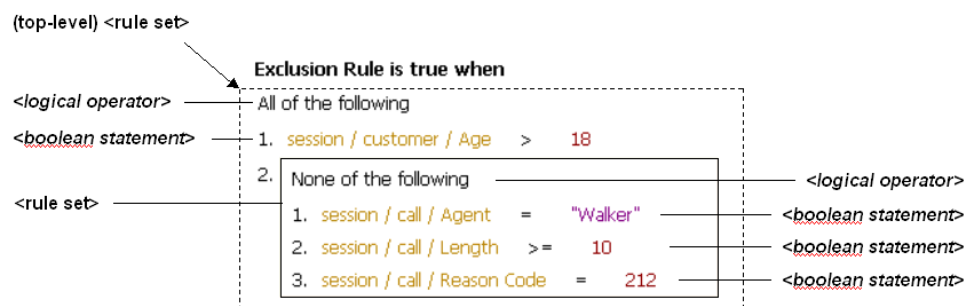 (top-level) <rule set>
Exclusion Rule is true when
<logical operator> All of the following
<boolean statement> 1. session / customer / Age > 18
2. None of the following <logical operator>
<rule set> 1. session / call / Agent = "Walker" <boolean statement>
2. session / call / Length >= 10 <boolean statement>
3. session / call / Reason Code = 212 <boolean statement>